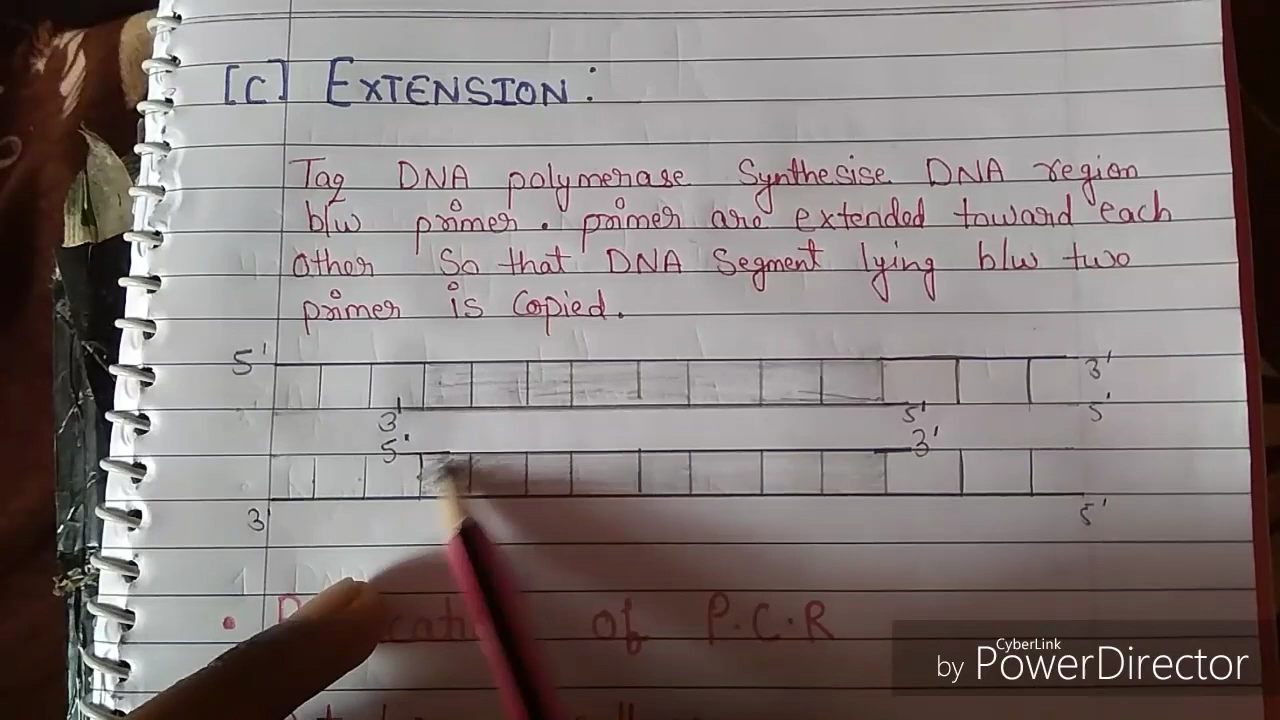 [C] EXTENSION:
Taq DNA polymerase Synthesise DNA region
b/w primer. primer are extended toward each
other So that DNA Segment lying b/w two
primer is Copied.
5' 3'
3' 5' 5'
5' 3'
3' 5'
• of P.C.R
CyberLink
by PowerDirector